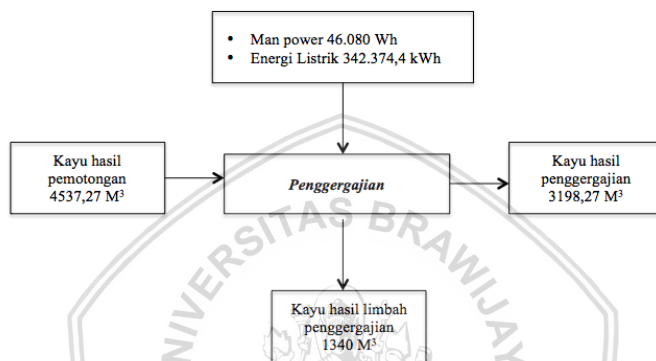 • Man power 46.080 Wh
• Energi Listrik 342.374,4 kWh
Kayu hasil
pemotongan
4537,27 M³
Penggergajian
Kayu hasil
penggergajian
3198,27 M³
Kayu hasil limbah
penggergajian
1340 M³
UNIVERSITAS BRAWIJAY